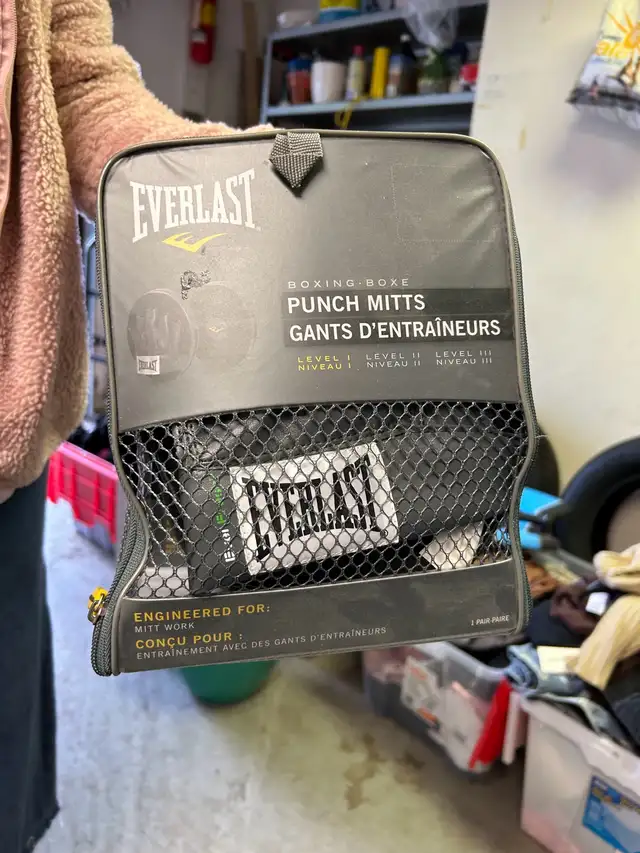 EVERLAST
BOXING·BOXE
PUNCH MITTS
GANTS D'ENTRAÎNEURS
LEVEL I LEVEL II LEVEL III
NIVEAU I NIVEAU II NIVEAU III
EVERLAST
EVERLAST
ENGINEERED FOR:
MITT WORK
CONÇU POUR :
ENTRAÎNEMENT AVEC DES GANTS D'ENTRAÎNEURS
1 PAIR·PAIRE